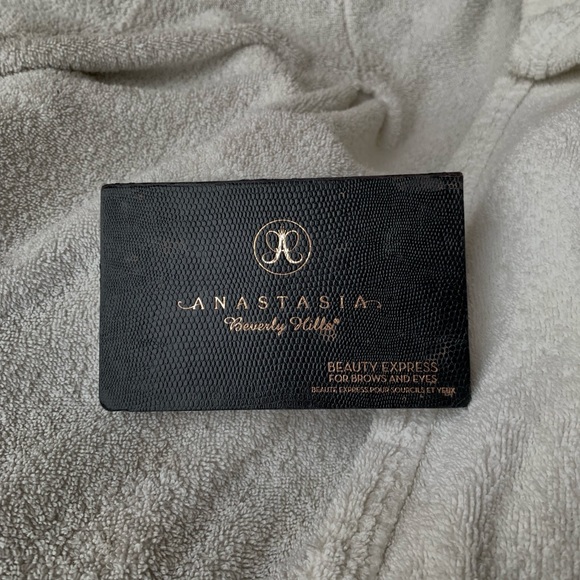 ANASTASIA
Beverly Hills®
BEAUTY EXPRESS
FOR BROWS AND EYES
BEAUTÉ EXPRESS POUR SOURCILS ET YEUX